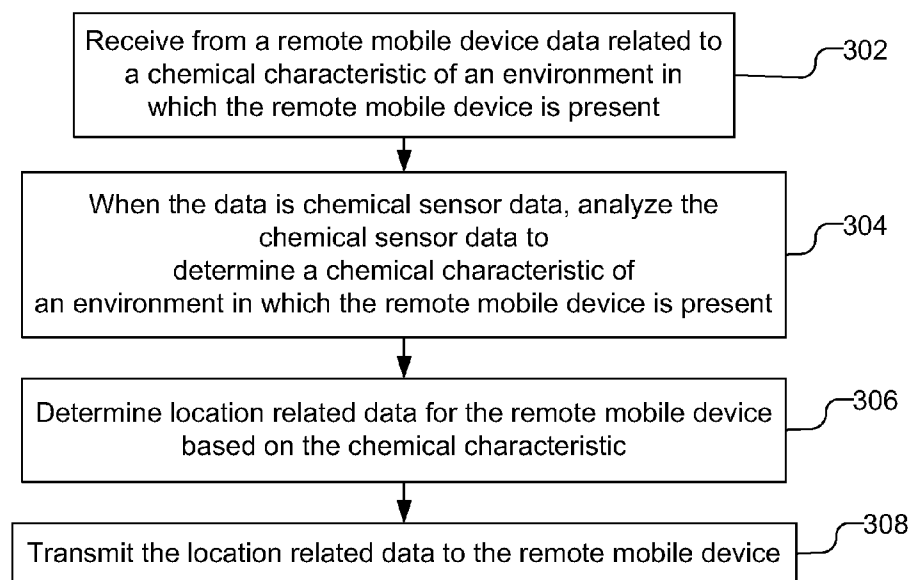 Receive from a remote mobile device data related to
a chemical characteristic of an environment in
which the remote mobile device is present
302
When the data is chemical sensor data, analyze the
chemical sensor data to
determine a chemical characteristic of
an environment in which the remote mobile device is present
304
Determine location related data for the remote mobile device
based on the chemical characteristic
306
Transmit the location related data to the remote mobile device
308